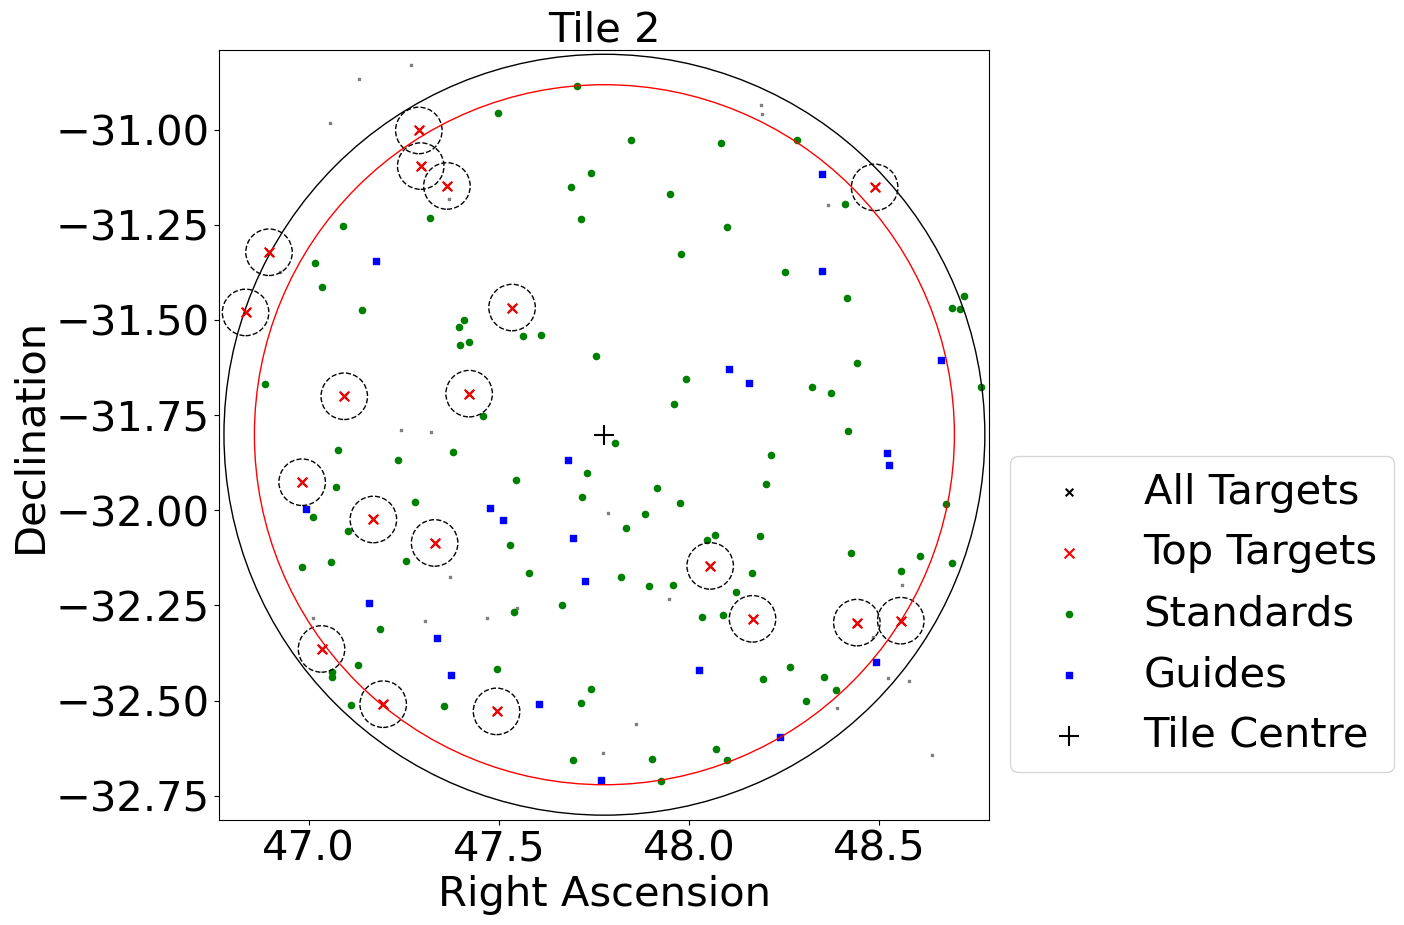 Tile 2
−31.00
−31.25
−31.50
−31.75
−32.00
−32.25
−32.50
−32.75
Declination
47.0
47.5
48.0
48.5
Right Ascension
All Targets
Top Targets
Standards
Guides
Tile Centre